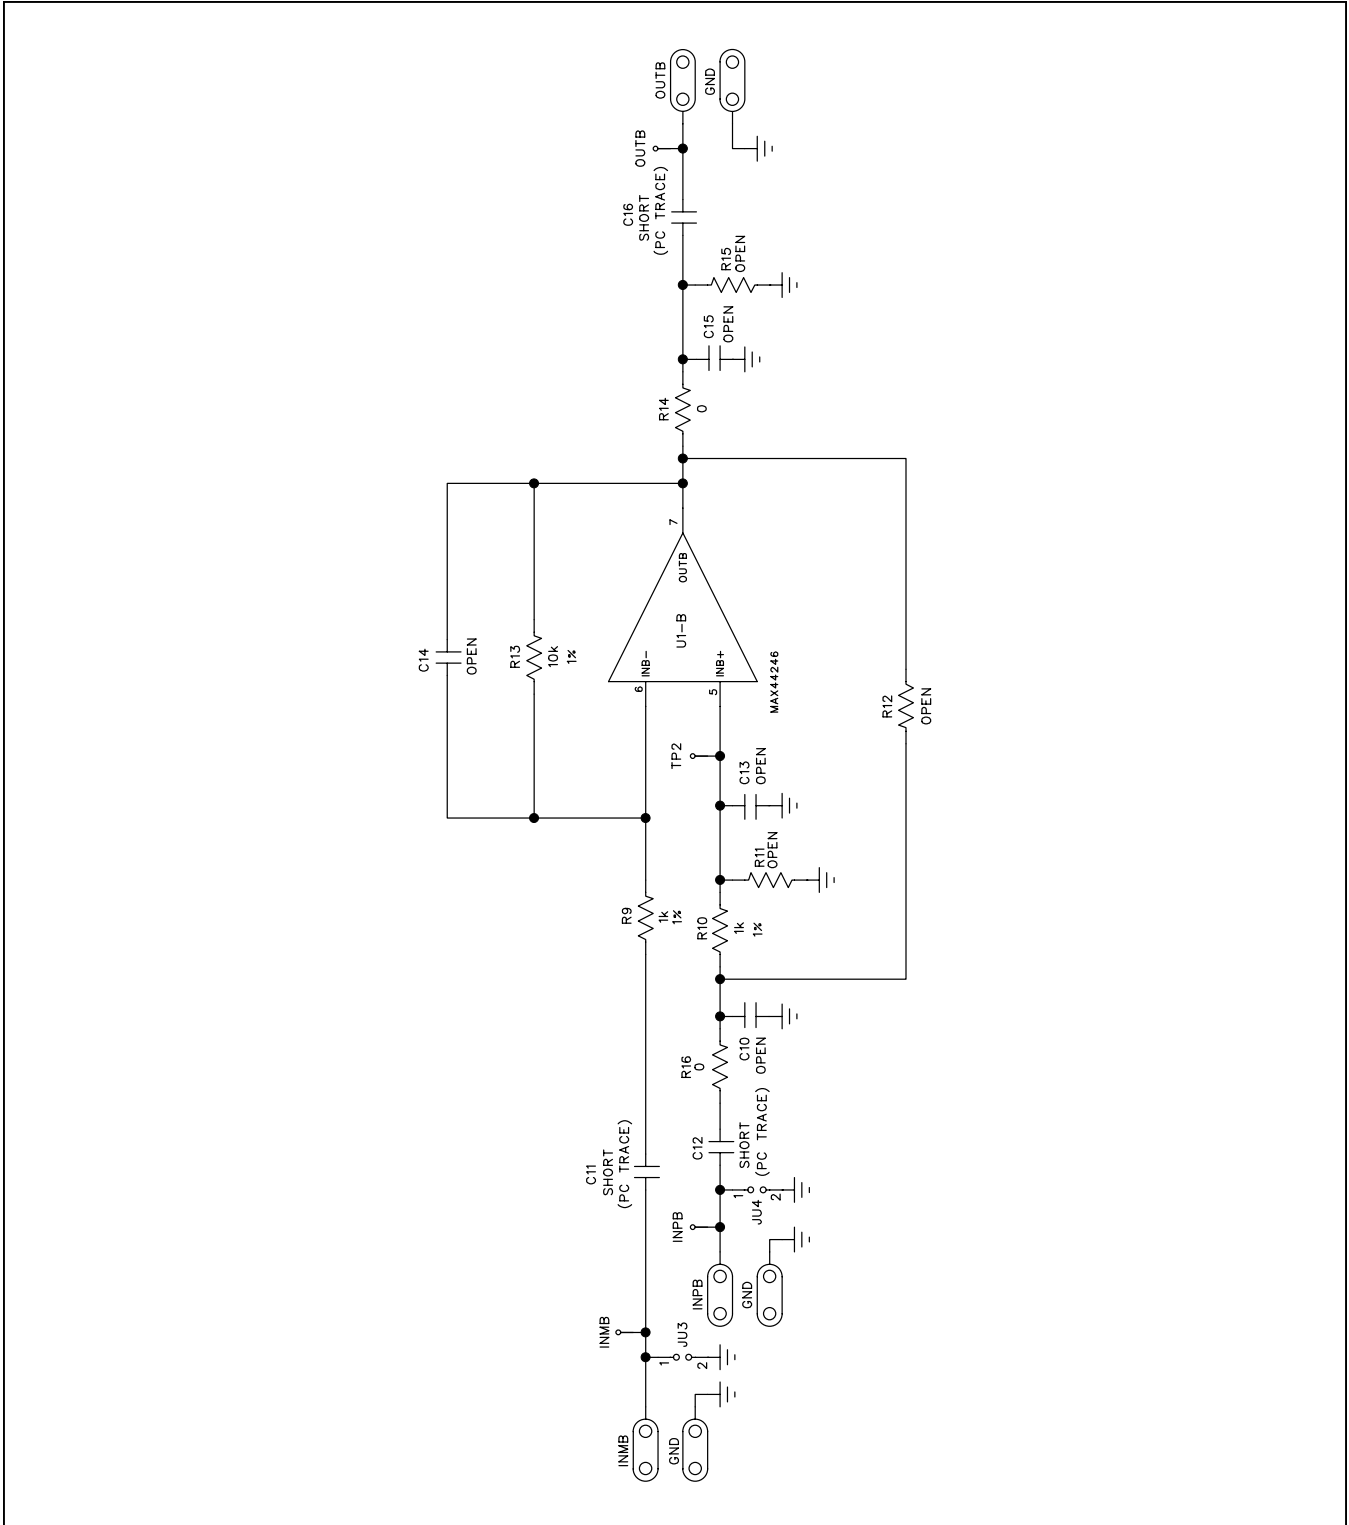 OUTB
GND
OUTB
C16
SHORT
(PC TRACE)
R15
OPEN
C15
OPEN
R14
0
7
OUTB
U1-B
INB-
INB+
6
5
MAX44246
C14
OPEN
R13
10k
1%
R12
OPEN
TP2
C13
OPEN
R11
OPEN
R9
1k
1%
R10
1k
1%
C10
OPEN
R16
0
C11
SHORT
(PC TRACE)
C12
SHORT
(PC TRACE)
1
2
JU4
INPB
INPB
GND
INMB
JU3
1
2
INMB
GND